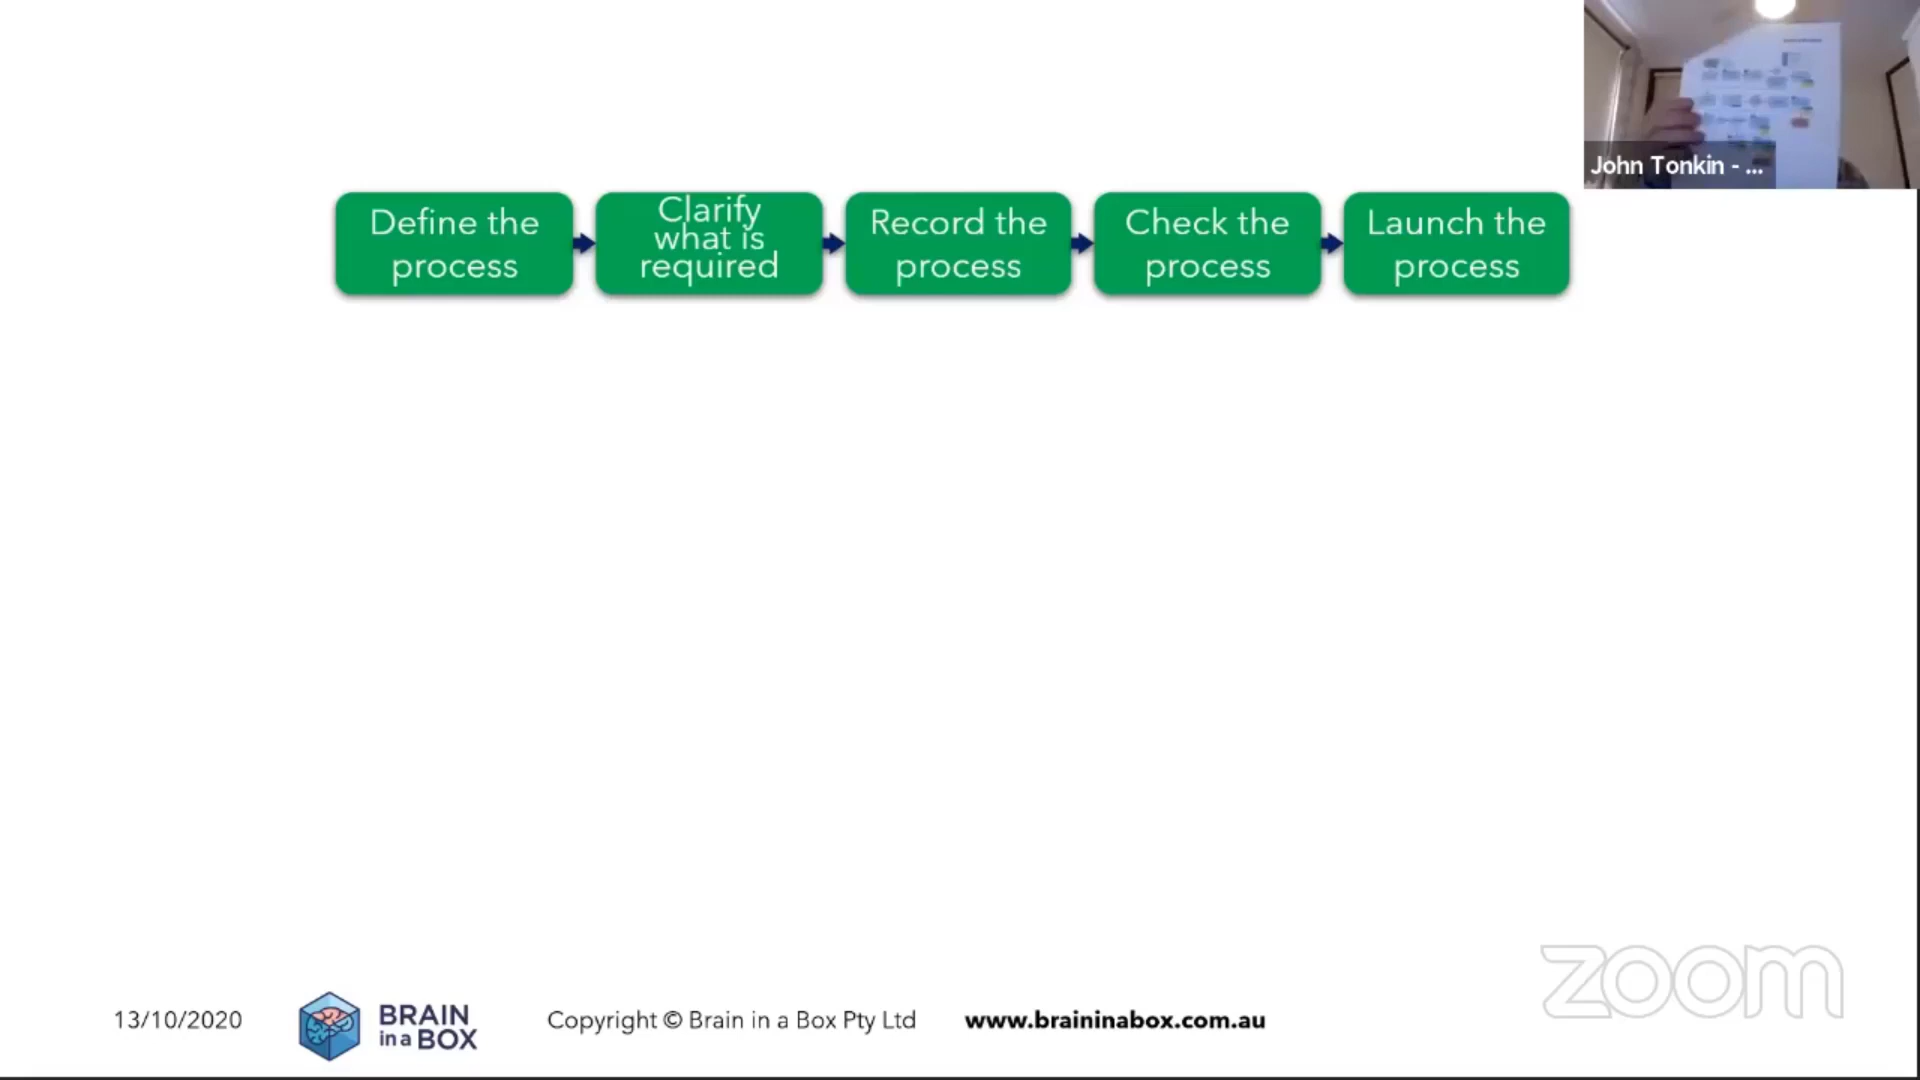 John Tonkin - ...
Define the
process
Clarify
what is
required
Record the
process
Check the
process
Launch the
process
zoom
13/10/2020
BRAIN
in a BOX
Copyright © Brain in a Box Pty Ltd
www.braininabox.com.au